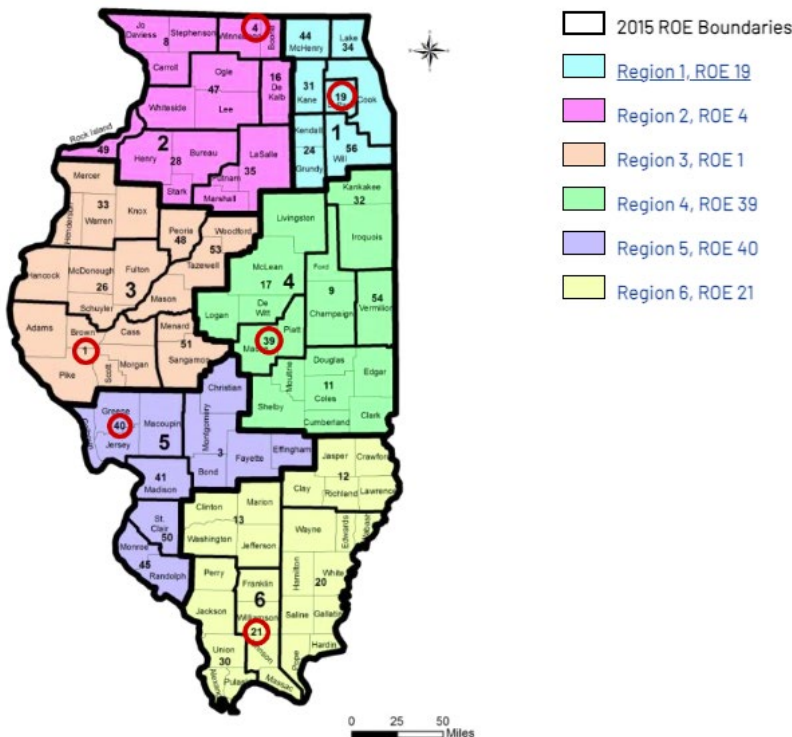 2015 ROE Boundaries
Region 1, ROE 19
Region 2, ROE 4
Region 3, ROE 1
Region 4, ROE 39
Region 5, ROE 40
Region 6, ROE 21
Jo
Daviess
Stephenson
4
Boone
8
Carroll
Ogle
47
16
De
Kalb
Whiteside
Lee
Rock Island
49
2
Henry
28
Bureau
LaSalle
35
Putnam
Stark
Marshall
44
McHenry
Lake
34
31
Kane
19
Cook
Kendall
24
Grundy
1
Will
56
Mercer
33
Warren
Henderson
Knox
Peoria
48
Woodford
53
Tazewell
Hancock
McDonough
26
Fulton
3
Mason
Schuyler
Adams
Brown
1
Cass
Menard
51
Sangamon
Pike
Scott
Morgan
Kankakee
32
Iroquois
Livingston
McLean
17
4
Ford
9
Champaign
54
Vermilion
Logan
De
Witt
Piatt
39
Moultrie
Douglas
11
Coles
Edgar
Shelby
Cumberland
Clark
Christian
Greene
40
Jersey
Macoupin
5
Montgomery
3
Bond
Fayette
Effingham
41
Madison
St.
Clair
50
Monroe
45
Randolph
Jasper
Crawford
12
Clay
Richland
Lawrence
Clinton
Marion
13
Washington
Jefferson
Wayne
Edwards
Hamilton
White
20
Perry
Franklin
6
Williamson
21
Jackson
Saline
Gallatin
Hardin
Pope
Union
30
Massac
0 25 50
Miles